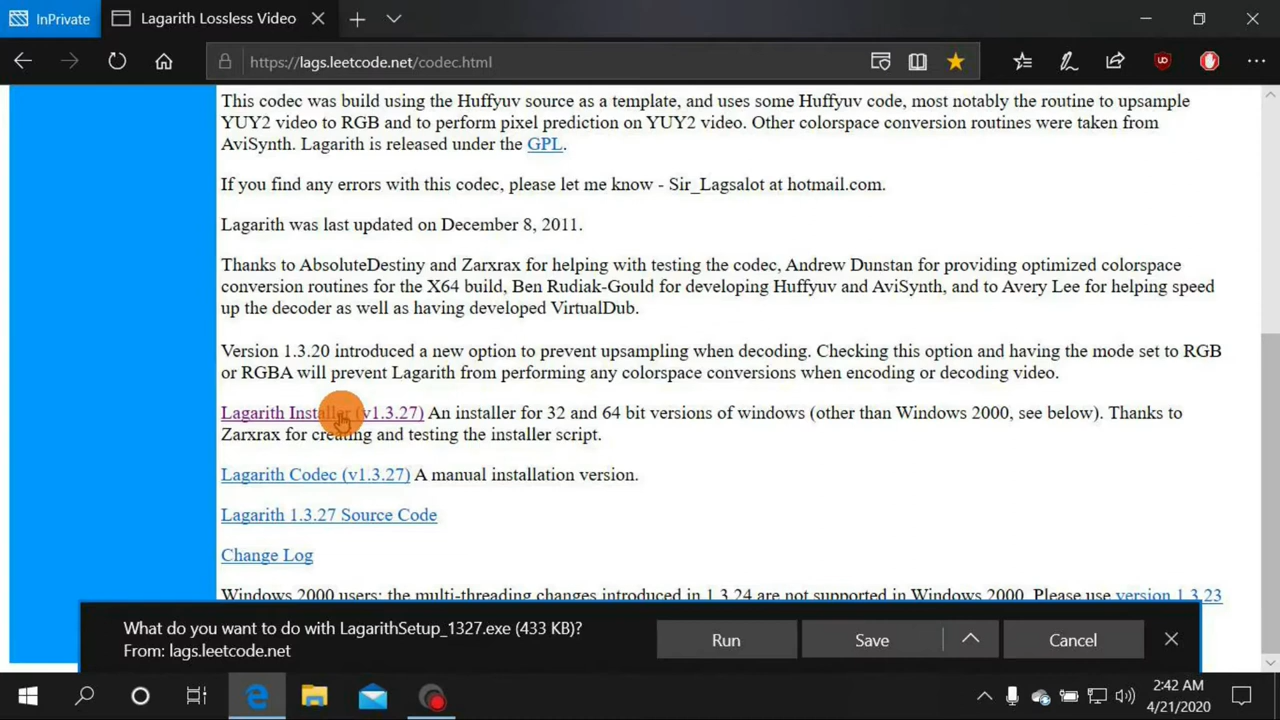 InPrivate
Lagarith Lossless Video
https://lags.leetcode.net/codec.html
UD
This codec was build using the Huffyuv source as a template, and uses some Huffyuv code, most notably the routine to upsample
YUY2 video to RGB and to perform pixel prediction on YUY2 video. Other colorspace conversion routines were taken from
AviSynth. Lagarith is released under the GPL.
If you find any errors with this codec, please let me know - Sir_Lagsalot at hotmail.com.
Lagarith was last updated on December 8, 2011.
Thanks to AbsoluteDestiny and Zarxrax for helping with testing the codec, Andrew Dunstan for providing optimized colorspace
conversion routines for the X64 build, Ben Rudiak-Gould for developing Huffyuv and AviSynth, and to Avery Lee for helping speed
up the decoder as well as having developed VirtualDub.
Version 1.3.20 introduced a new option to prevent upsampling when decoding. Checking this option and having the mode set to RGB
or RGBA will prevent Lagarith from performing any colorspace conversions when encoding or decoding video.
Lagarith Installer (v1.3.27) An installer for 32 and 64 bit versions of windows (other than Windows 2000, see below). Thanks to
Zarxrax for creating and testing the installer script.
Lagarith Codec (v1.3.27) A manual installation version.
Lagarith 1.3.27 Source Code
Change Log
Windows 2000 users: the multi-threading changes introduced in 1.3.24 are not supported in Windows 2000. Please use version 1.3.23
What do you want to do with LagarithSetup_1327.exe (433 KB)?
From: lags.leetcode.net
Run
Save
Cancel
2:42 AM
4/21/2020